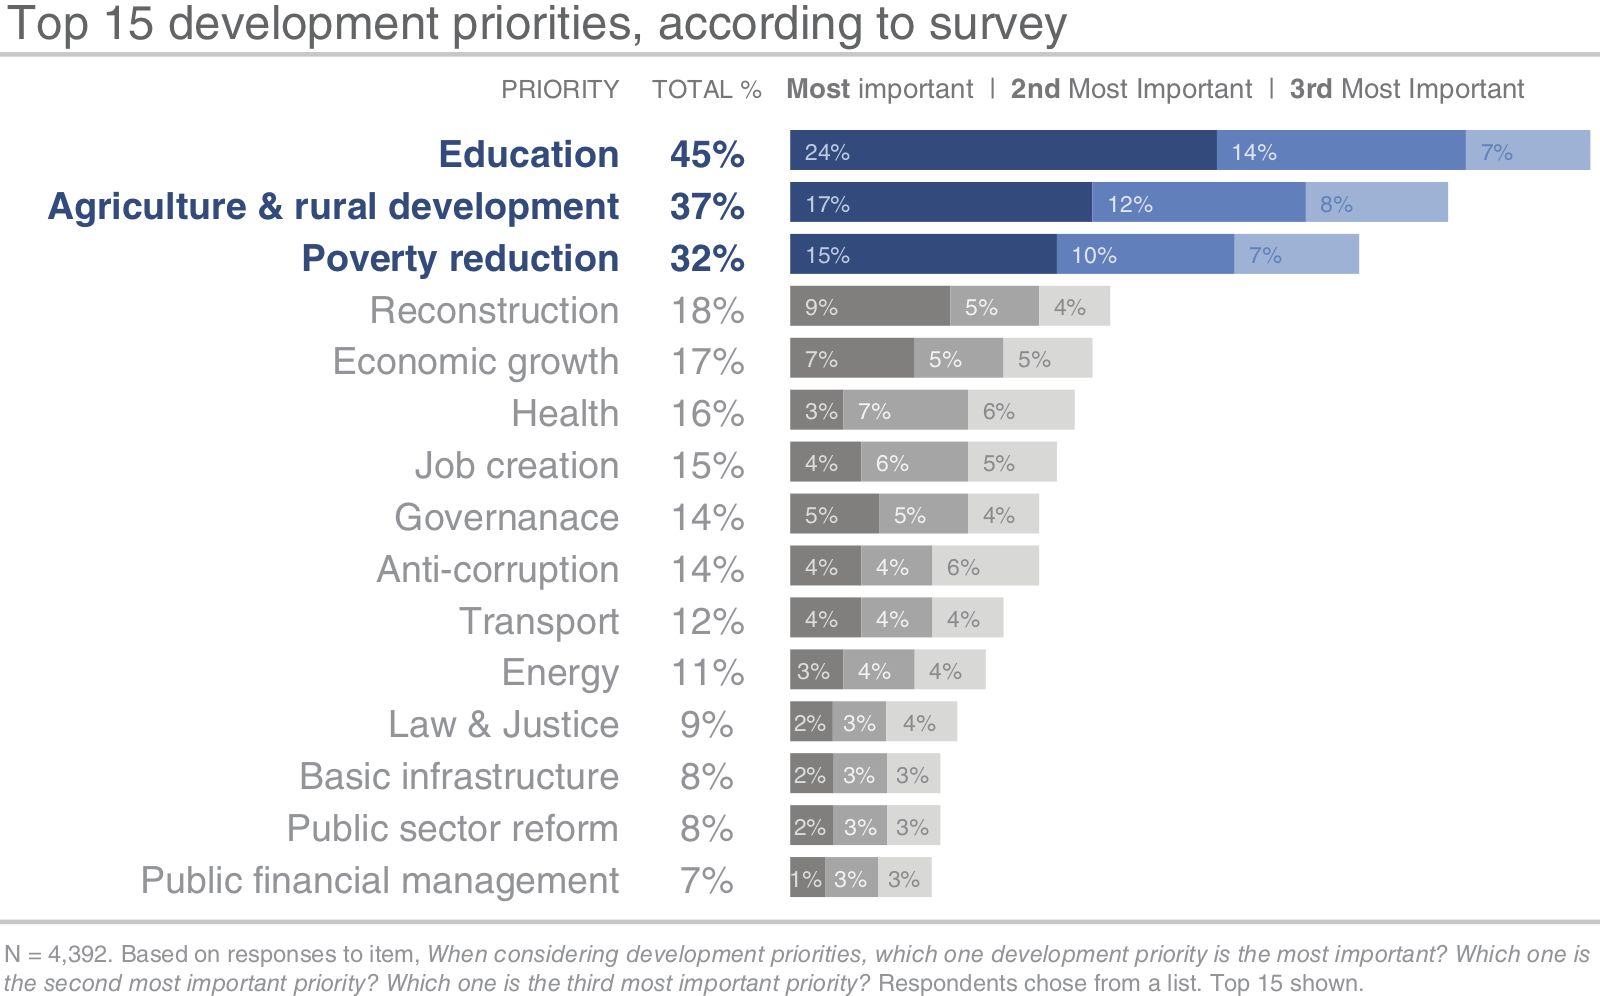 Top 15 development priorities, according to survey
PRIORITY TOTAL % Most important | 2nd Most Important | 3rd Most Important
Education 45% 24% 14% 7%
Agriculture & rural development 37% 17% 12% 8%
Poverty reduction 32% 15% 10% 7%
Reconstruction 18% 9% 5% 4%
Economic growth 17% 7% 5% 5%
Health 16% 3% 7% 6%
Job creation 15% 4% 6% 5%
Governanace 14% 5% 5% 4%
Anti-corruption 14% 4% 4% 6%
Transport 12% 4% 4% 4%
Energy 11% 3% 4% 4%
Law & Justice 9% 2% 3% 4%
Basic infrastructure 8% 2% 3% 3%
Public sector reform 8% 2% 3% 3%
Public financial management 7% 1% 3% 3%
N = 4,392. Based on responses to item, When considering development priorities, which one development priority is the most important? Which one is
the second most important priority? Which one is the third most important priority? Respondents chose from a list. Top 15 shown.